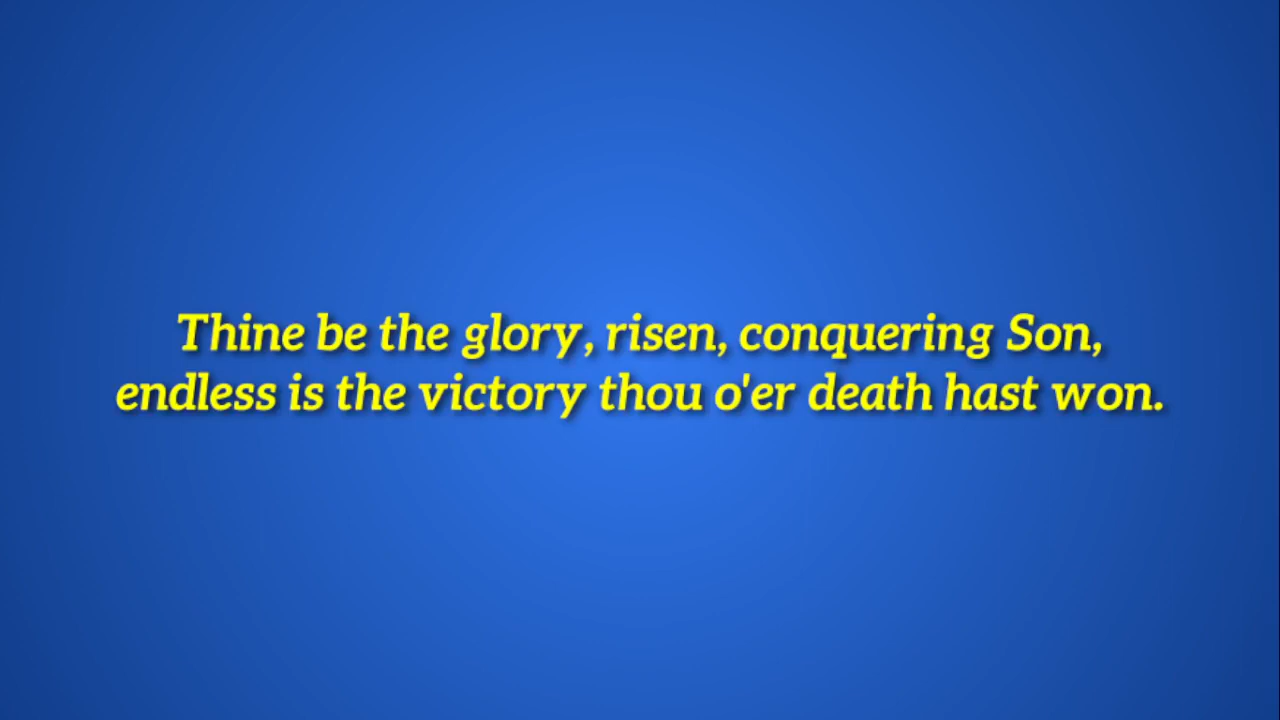 Thine be the glory, risen, conquering Son,
endless is the victory thou o'er death hast won.